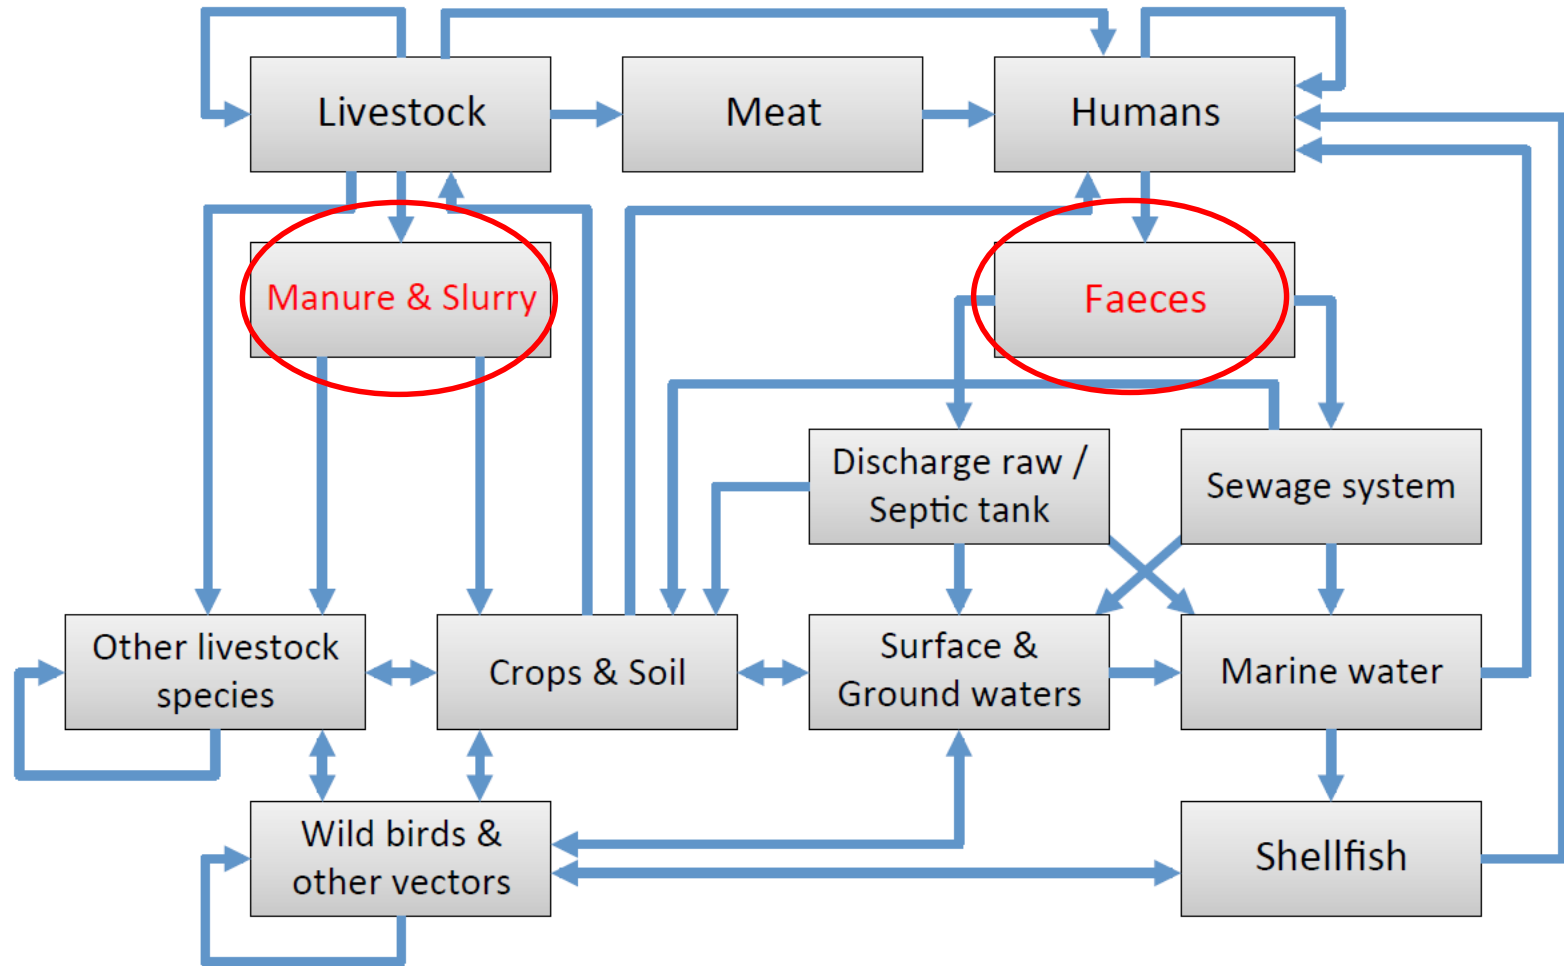 Livestock
Meat
Humans
Manure & Slurry
Faeces
Discharge raw /
Septic tank
Sewage system
Other livestock
species
Crops & Soil
Surface &
Ground waters
Marine water
Wild birds &
other vectors
Shellfish